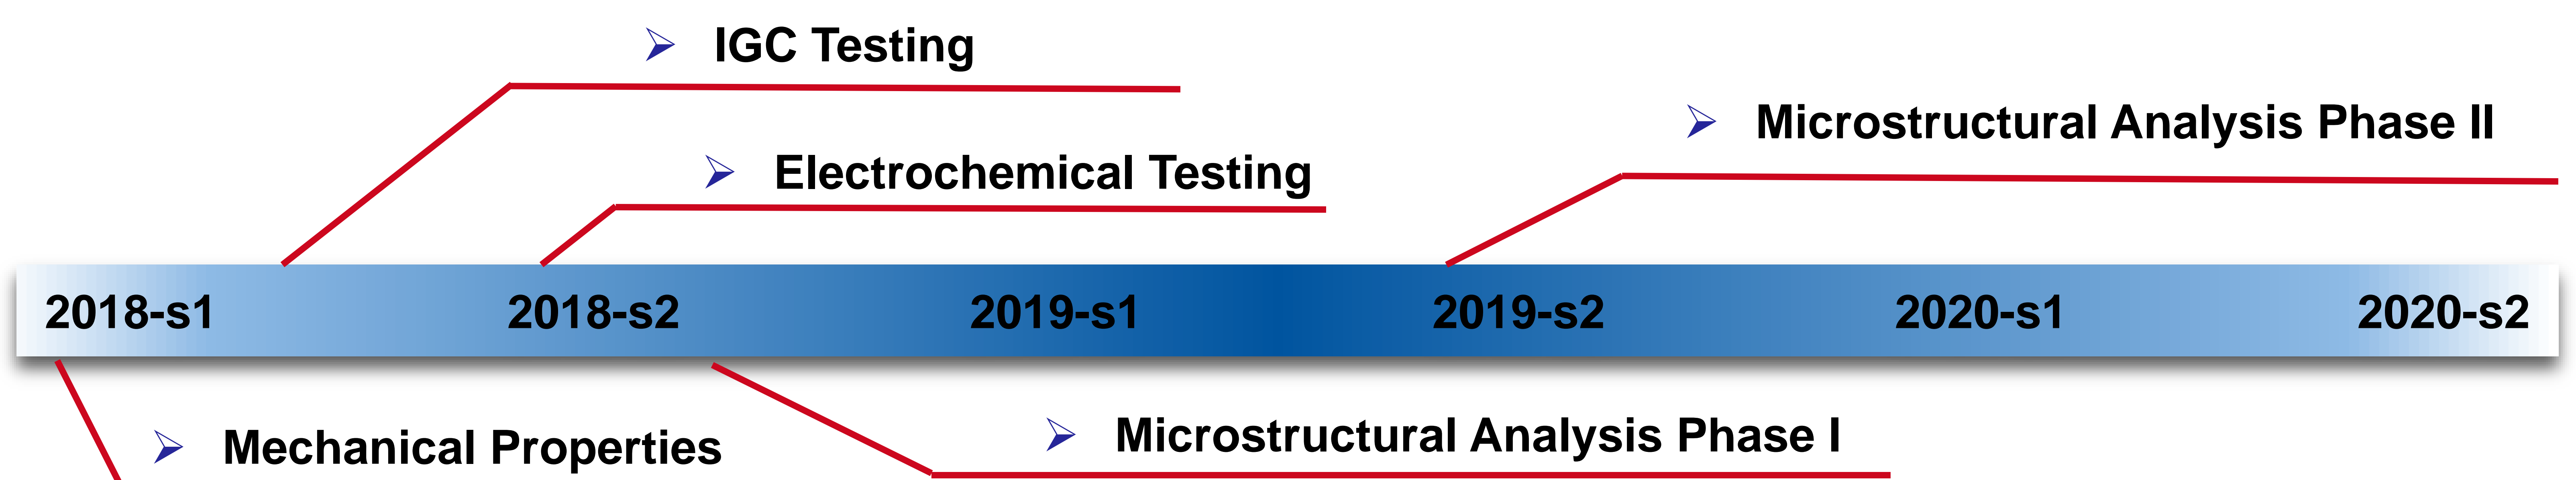 IGC Testing
Microstructural Analysis Phase II
Electrochemical Testing
2018-s1 2018-s2 2019-s1 2019-s2 2020-s1 2020-s2
Mechanical Properties
Microstructural Analysis Phase I